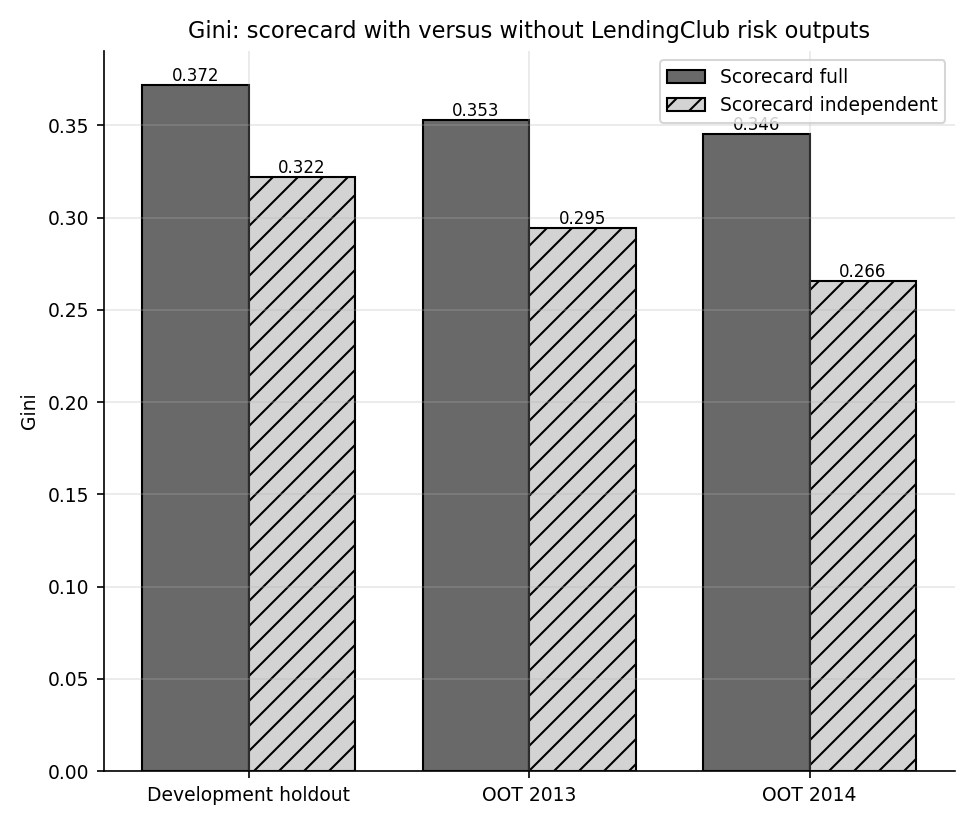 Gini: scorecard with versus without LendingClub risk outputs
Scorecard full
Scorecard independent
0.372
0.322
0.353
0.295
0.346
0.266
Gini
0.35
0.30
0.25
0.20
0.15
0.10
0.05
0.00
Development holdout
OOT 2013
OOT 2014